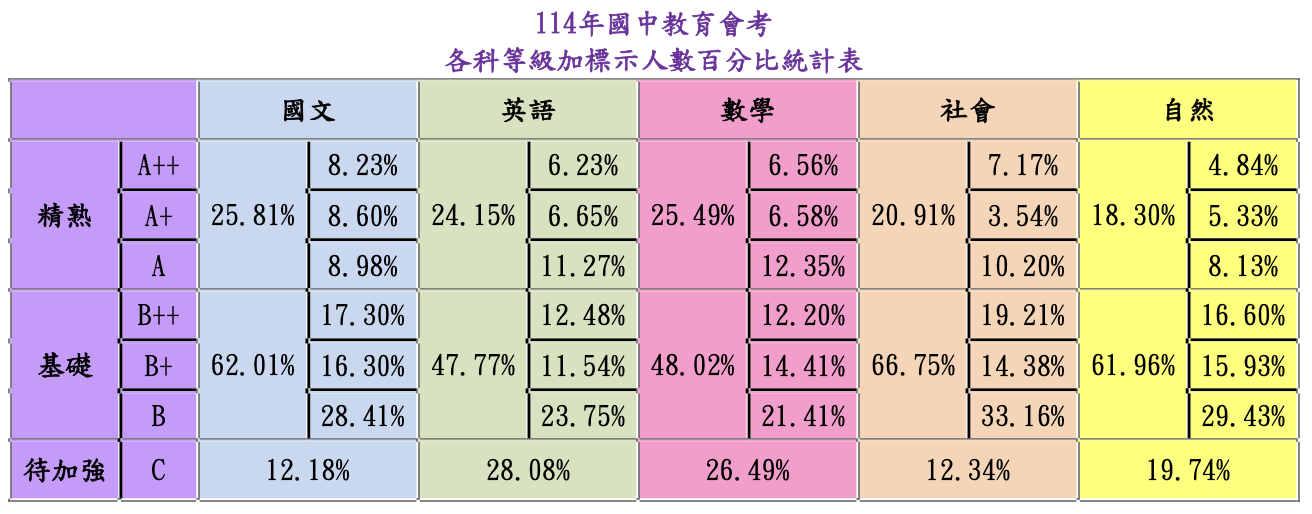 114年國中教育會考
各科等級加標示人數百分比統計表
國文 英語 數學 社會 自然
精熟 A++ 25.81% 8.23% 24.15% 6.23% 25.49% 6.56% 20.91% 7.17% 18.30% 4.84%
A+ 8.60% 6.65% 6.58% 3.54% 5.33%
A 8.98% 11.27% 12.35% 10.20% 8.13%
基礎 B++ 62.01% 17.30% 47.77% 12.48% 48.02% 12.20% 66.75% 19.21% 61.96% 16.60%
B+ 16.30% 11.54% 14.41% 14.38% 15.93%
B 28.41% 23.75% 21.41% 33.16% 29.43%
待加強 C 12.18% 28.08% 26.49% 12.34% 19.74%